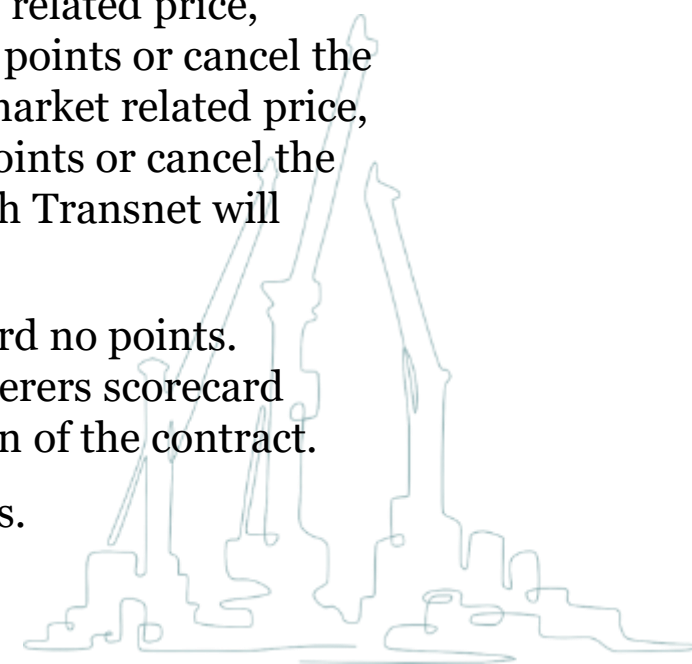 related price,
points or cancel the
market related price,
oints or cancel the
h Transnet will
rd no points.
erers scorecard
n of the contract.
s.